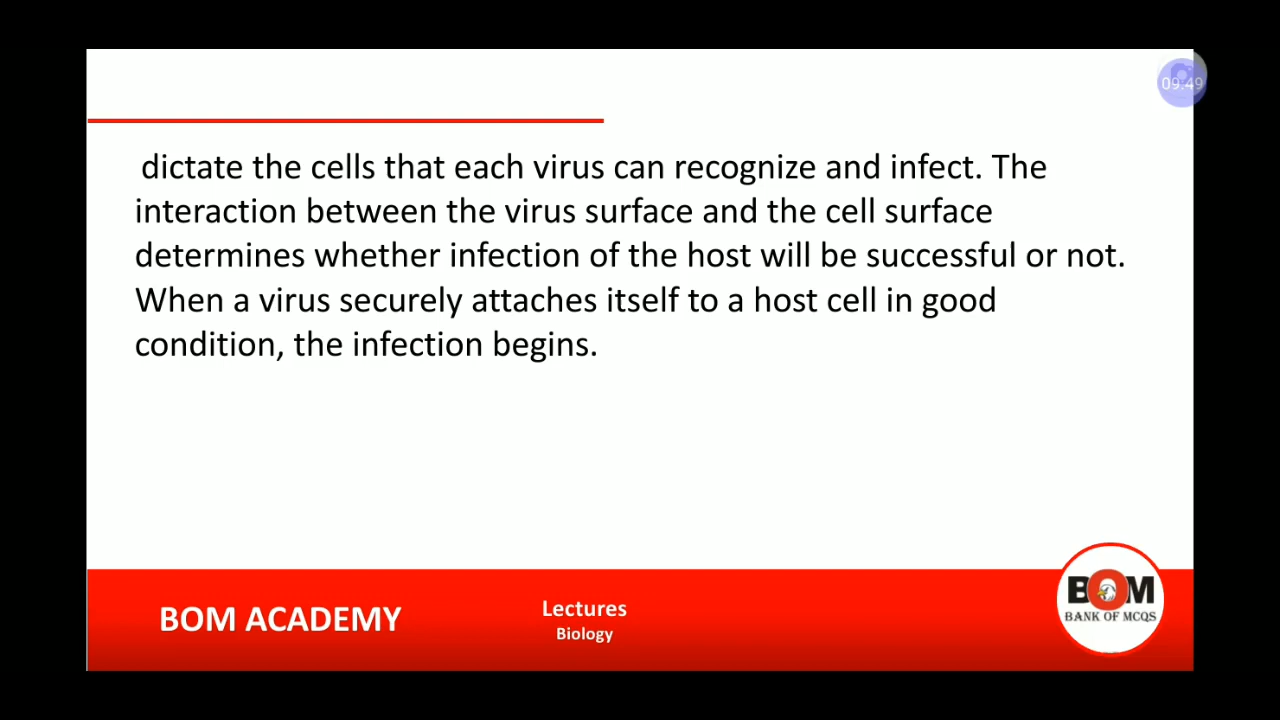 09:49
dictate the cells that each virus can recognize and infect. The
interaction between the virus surface and the cell surface
determines whether infection of the host will be successful or not.
When a virus securely attaches itself to a host cell in good
condition, the infection begins.
BOM ACADEMY
Lectures
Biology
BOM
BANK OF MCQS